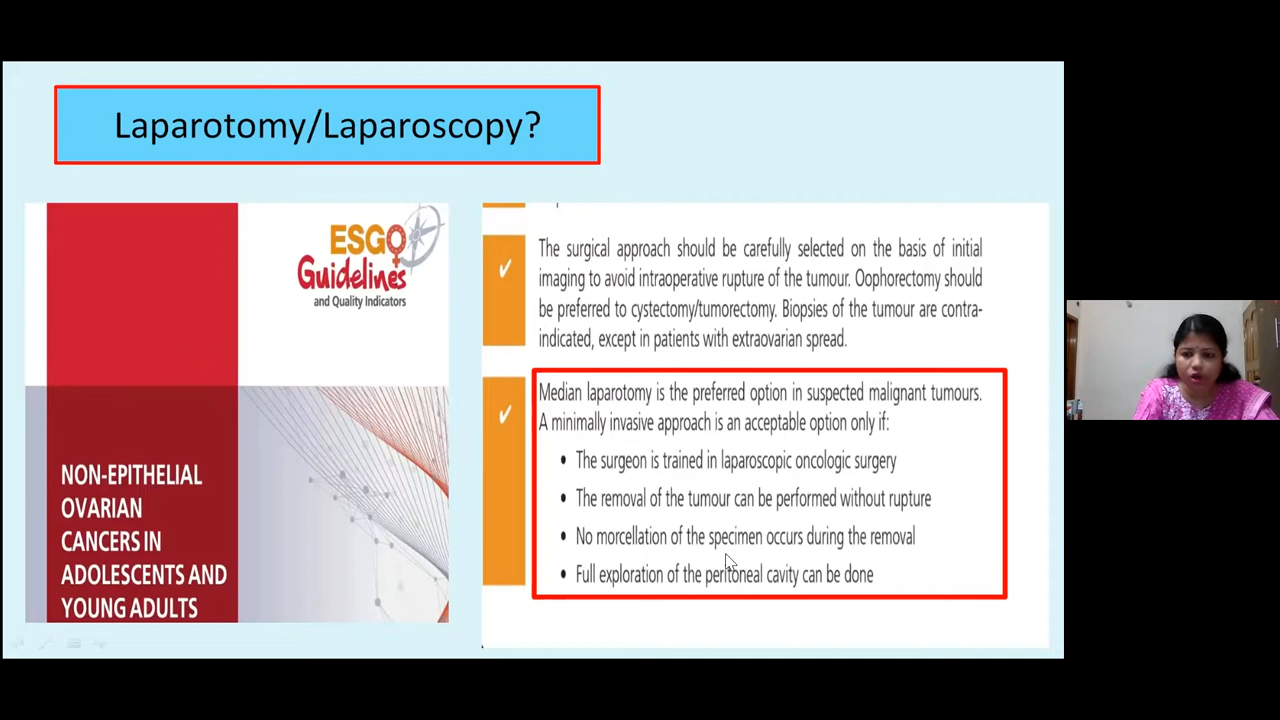 Laparotomy/Laparoscopy?
ESGO
Guidelines
and Quality Indicators
NON-EPITHELIAL
OVARIAN
CANCERS IN
ADOLESCENTS AND
YOUNG ADULTS
The surgical approach should be carefully selected on the basis of initial
imaging to avoid intraoperative rupture of the tumour. Oophorectomy should
be preferred to cystectomy/tumorectomy. Biopsies of the tumour are contra-
indicated, except in patients with extraovarian spread.
Median laparotomy is the preferred option in suspected malignant tumours.
A minimally invasive approach is an acceptable option only if:
• The surgeon is trained in laparoscopic oncologic surgery
• The removal of the tumour can be performed without rupture
• No morcellation of the specimen occurs during the removal
• Full exploration of the peritoneal cavity can be done